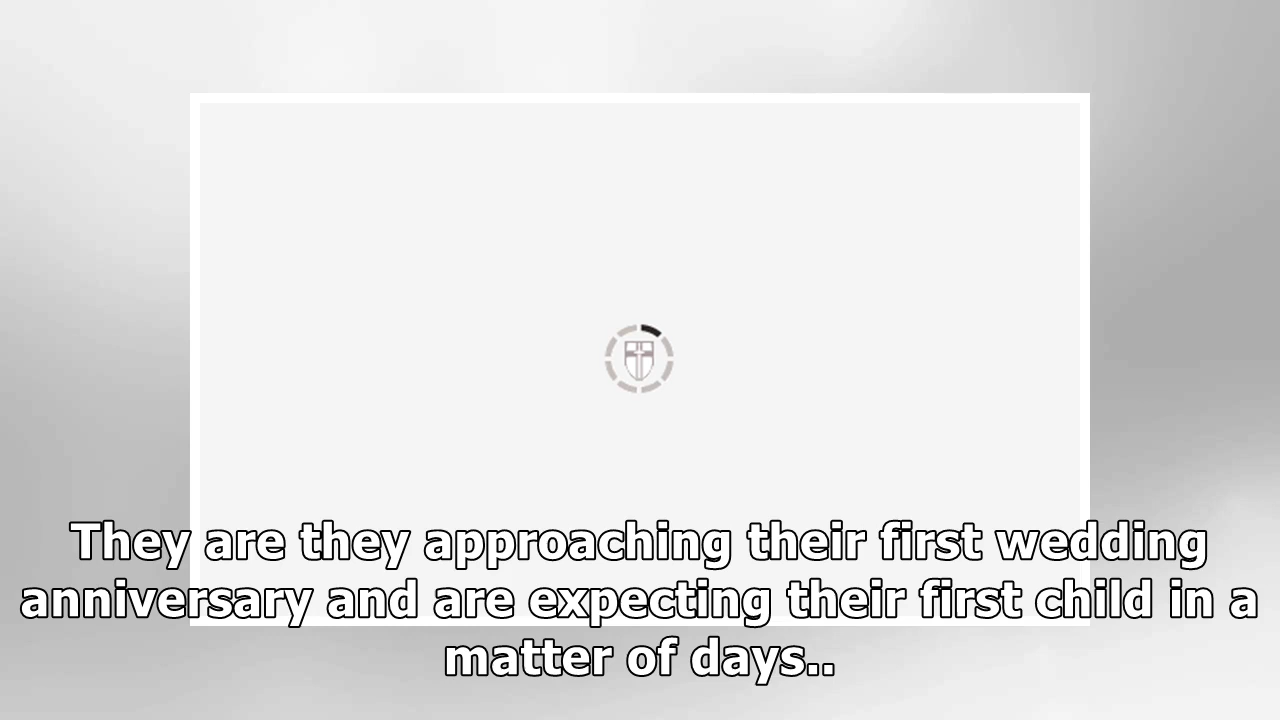 They are they approaching their first wedding
anniversary and are expecting their first child in a
matter of days..